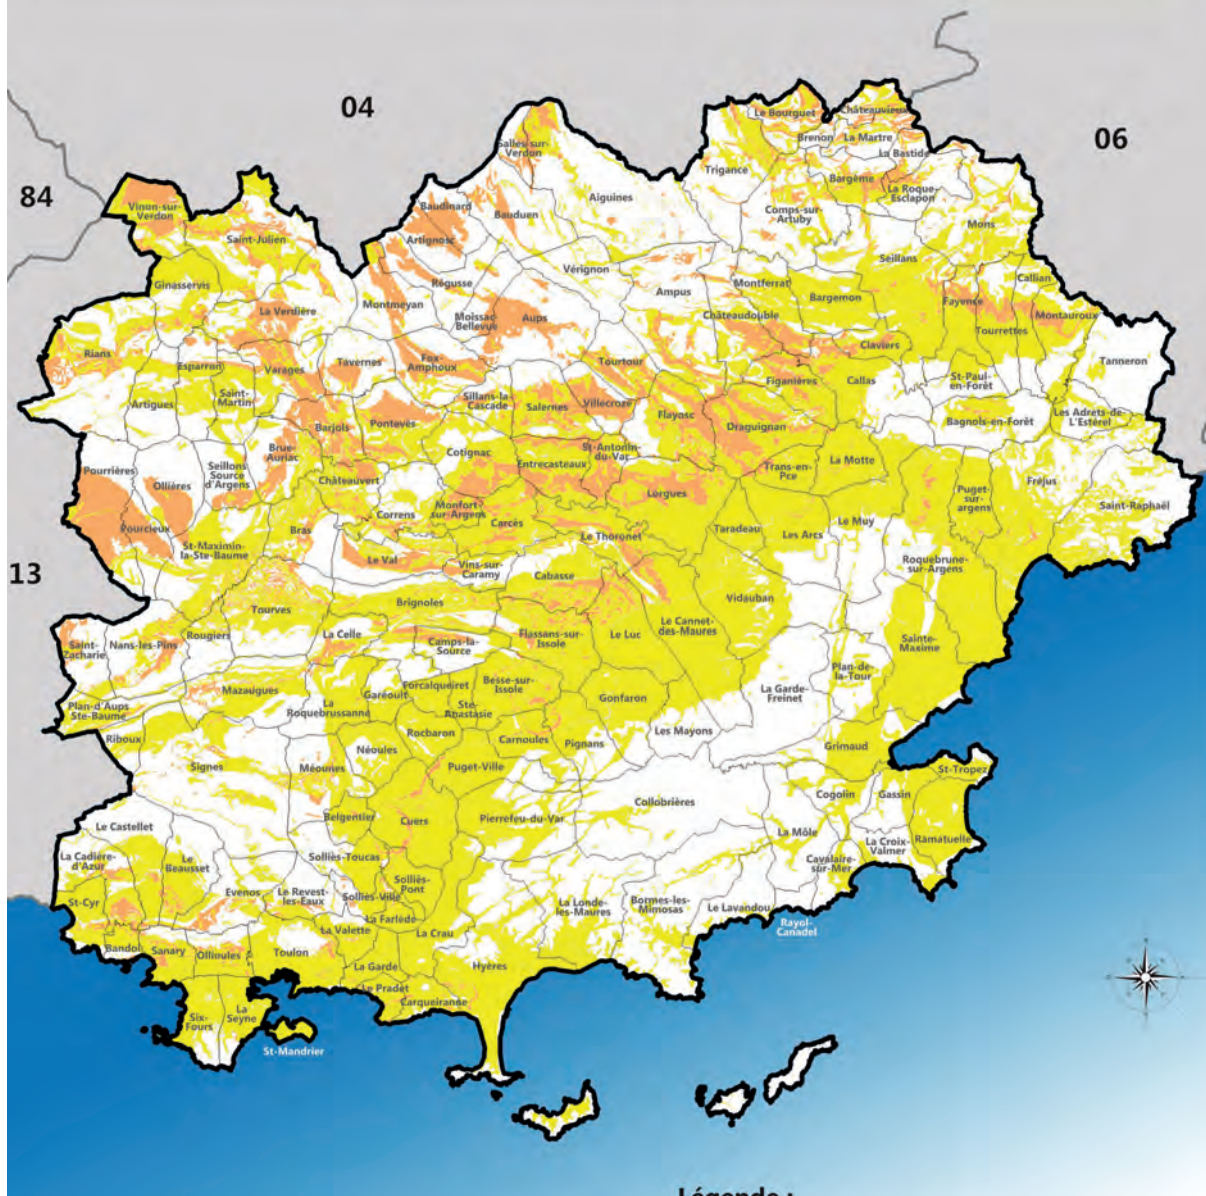 04
06
84
13
Le Bourguet
Châteauvieux
Brenon
La Martre
La Bastide
Salles-sur-
Verdon
Trigance
Bargème
La Roque-
Esclapon
Aiguines
Vinon-sur-
Verdon
Baudinard
Bauduen
Comps-sur-
Artuby
Mons
Saint-Julien
Artignosc
Seillans
Vérignon
Callian
Ginasservis
Régusse
Ampus
Montferrat
Bargemon
La Verdière
Montmeyan
Moissac-
Bellevue
Aups
Châteaudouble
Fayence
Montauroux
Tourrettes
Rians
Esparron
Varages
Tavernes
Fox-
Amphoux
Tourtour
Claviers
Tanneron
Artigues
Saint-
Martin
Figanières
Callas
St-Paul-
en-Forêt
Sillans-la-
Cascade
Salernes
Villecroze
Flayosc
Draguignan
Bagnols-en-Forêt
Les Adrets-de-
L'Estérel
Barjols
Pontevès
Brue-
Auriac
Cotignac
St-Antonin-
du-Var
Entrecasteaux
Trans-en-
Pce
La Motte
Pourrières
Ollières
Seillons
Source
d'Argens
Châteauvert
Lorgues
Puget-
sur-
argens
Fréjus
Saint-Raphaël
Pourcieux
Bras
Correns
Monfort-
sur-Argens
Carcès
Taradeau
Les Arcs
Le Muy
St-Maximin-
la-Ste-Baume
Le Val
Le Thoronet
Vins-sur-
Caramy
Cabasse
Roquebrune-
sur-Argens
Tourves
Brignoles
Vidauban
Saint-
Zacharie
Nans-les-Pins
Rougiers
La Celle
Camps-la-
Source
Flassans-sur-
Issole
Le Luc
Le Cannet-
des-Maures
Sainte-
Maxime
Plan-d'Aups
Ste-Baume
Mazaugues
La
Roquebrussanne
Garéoult
Forcalqueiret
Besse-sur-
Issole
Ste-
Anastasie
Gonfaron
La Garde-
Freinet
Plan-de-
la-Tour
Riboux
Rocbaron
Carnoules
Pignans
Les Mayons
Signes
Néoules
Méounes
Puget-Ville
Grimaud
St-Tropez
Collobrières
Cogolin
Gassin
Le Castellet
Belgentier
Cuers
Pierrefeu-du-Var
La Môle
La Croix-
Valmer
Ramatuelle
La Cadière-
d'Azur
Le
Beausset
Solliès-Toucas
Cavalaire-
sur-Mer
St-Cyr
Evenos
Le Revest-
les-Eaux
Solliès-Ville
Solliès-
Pont
La Londe-
les-Maures
Bormes-les-
Mimosas
Le Lavandou
Rayol-
Canadel
La Farlède
La Valette
La Crau
Bandol
Sanary
Ollioules
Toulon
La Garde
Hyères
Le Pradet
Carqueiranne
Six-
Fours
La
Seyne
St-Mandrier
Légende :